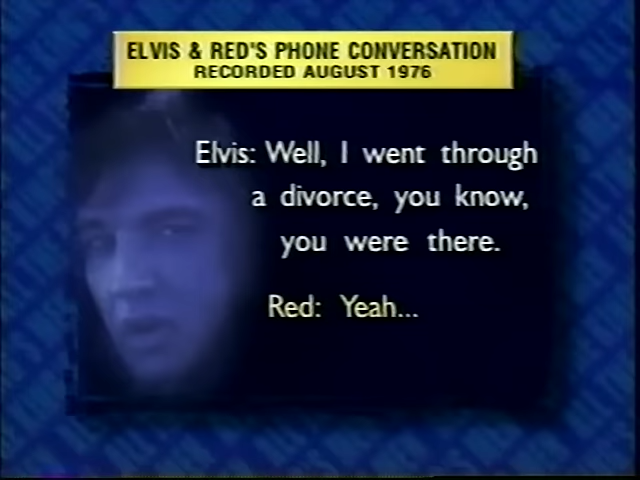 ELVIS & RED'S PHONE CONVERSATION
RECORDED AUGUST 1976
Elvis: Well, I went through
a divorce, you know,
you were there.
Red: Yeah...